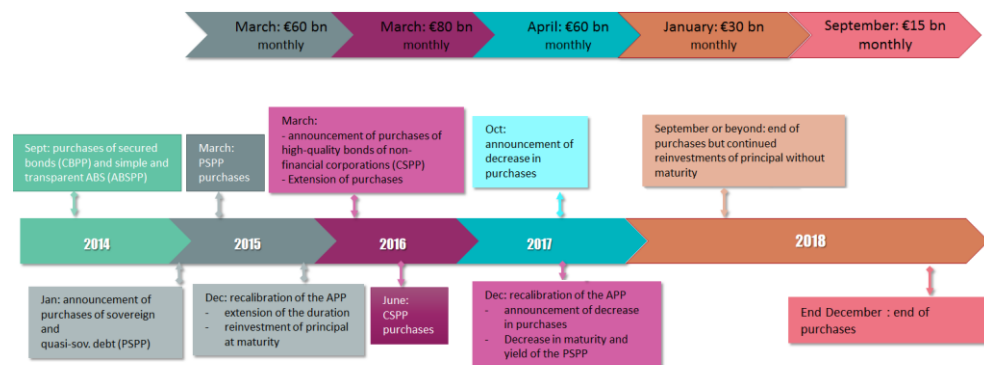 March: €60 bn
monthly
March: €80 bn
monthly
April: €60 bn
monthly
January: €30 bn
monthly
September: €15 bn
monthly
Sept: purchases of secured
bonds (CBPP) and simple and
transparent ABS (ABSPP)
March:
PSPP
purchases
March:
- announcement of purchases of
high-quality bonds of non-
financial corporations (CSPP)
- Extension of purchases
Oct:
announcement of
decrease in
purchases
September or beyond: end of
purchases but continued
reinvestments of principal without
maturity
2014
2015
2016
2017
2018
Jan: announcement of
purchases of sovereign
and
quasi-sov. debt (PSPP)
Dec: recalibration of the APP
- extension of the duration
- reinvestment of principal
at maturity
June:
CSPP
purchases
Dec: recalibration of the APP
- announcement of decrease
in purchases
- Decrease in maturity and
yield of the PSPP
End December : end of
purchases